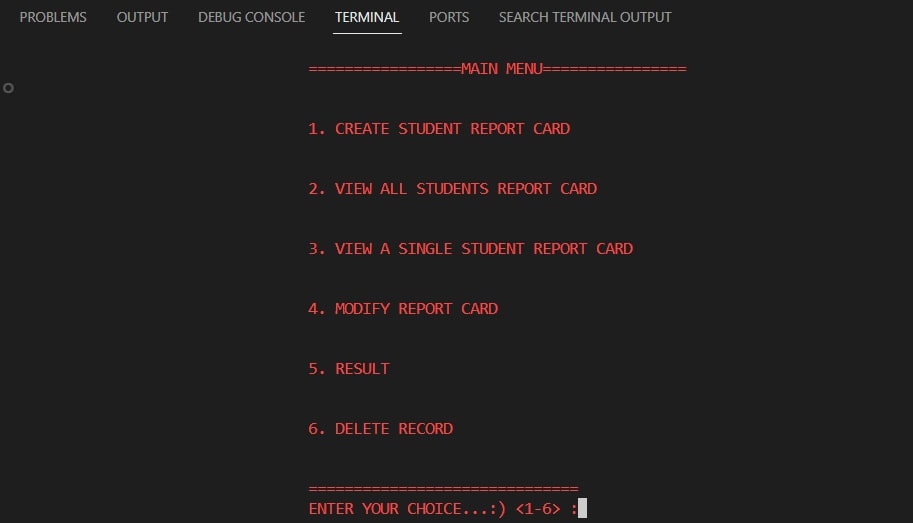 PROBLEMS OUTPUT DEBUG CONSOLE TERMINAL PORTS SEARCH TERMINAL OUTPUT
=================MAIN MENU================
1. CREATE STUDENT REPORT CARD
2. VIEW ALL STUDENTS REPORT CARD
3. VIEW A SINGLE STUDENT REPORT CARD
4. MODIFY REPORT CARD
5. RESULT
6. DELETE RECORD
==============================
ENTER YOUR CHOICE...:) <1-6> :